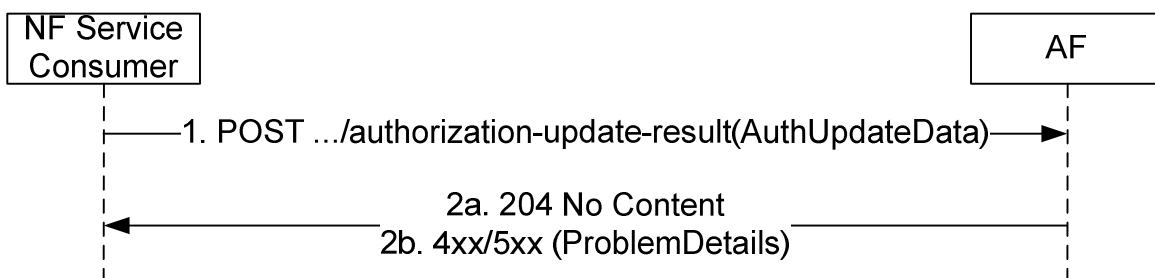 NF Service
Consumer
AF
1. POST .../authorization-update-result(AuthUpdateData)
2a. 204 No Content
2b. 4xx/5xx (ProblemDetails)